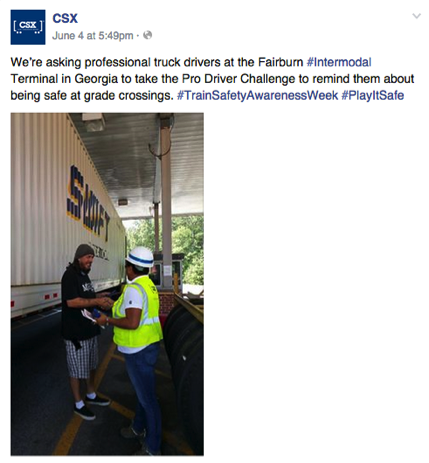 CSX
CSX
June 4 at 5:49pm ·
We're asking professional truck drivers at the Fairburn #Intermodal
Terminal in Georgia to take the Pro Driver Challenge to remind them about
being safe at grade crossings. #TrainSafetyAwarenessWeek #PlayItSafe
SWIFT